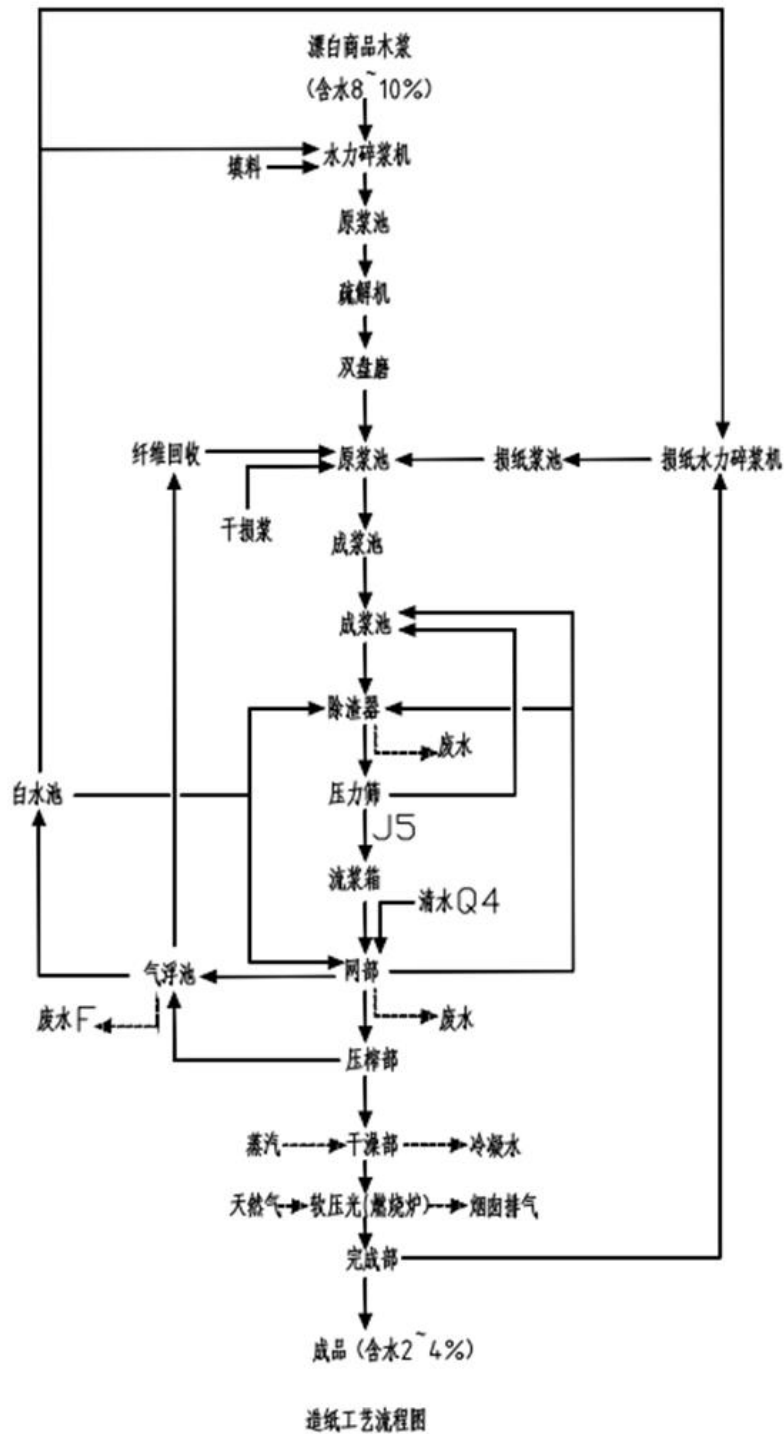 漂白商品木浆
(含水8~10%)
水力碎浆机
填料
原浆池
疏解机
双盘磨
纤维回收
原浆池
损纸浆池
损纸水力碎浆机
干损浆
成浆池
成浆池
除渣器
废水
白水池
压力筛
J5
流浆箱
清水Q4
气浮池
网部
废水F
废水
压榨部
蒸汽
干燥部
冷凝水
天然气
软压光(燃烧炉)
烟囱排气
完成部
成品(含水2~4%)
造纸工艺流程图